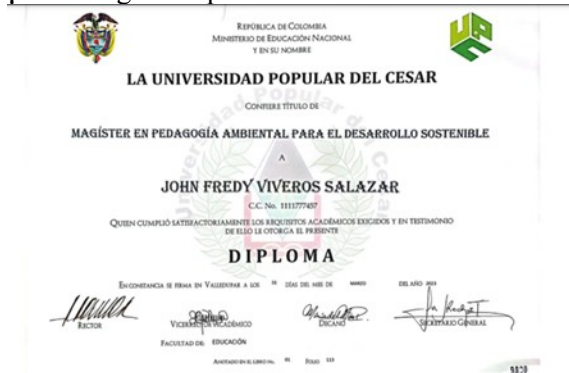 REPÚBLICA DE COLOMBIA
MINISTERIO DE EDUCACIÓN NACIONAL
Y EN SU NOMBRE
LA UNIVERSIDAD POPULAR DEL CESAR
CONFIERE TÍTULO DE
MAGÍSTER EN PEDAGOGÍA AMBIENTAL PARA EL DESARROLLO SOSTENIBLE
A
JOHN FREDY VIVEROS SALAZAR
C.C. No. 1111777457
QUIEN CUMPLIÓ SATISFACTORIAMENTE LOS REQUISITOS ACADÉMICOS EXIGIDOS Y EN TESTIMONIO
DE ELLO LE OTORGA EL PRESENTE
DIPLOMA
EN CONSTANCIA SE FIRMA EN VALLEDUPAR A LOS DÍAS DEL MES DE MARZO DEL AÑO
RECTOR
VICERRECTOR ACADÉMICO
DECANO
SECRETARIO GENERAL
FACULTAD DE: EDUCACIÓN
ANOTADO EN EL LIBRO No. FOLIO